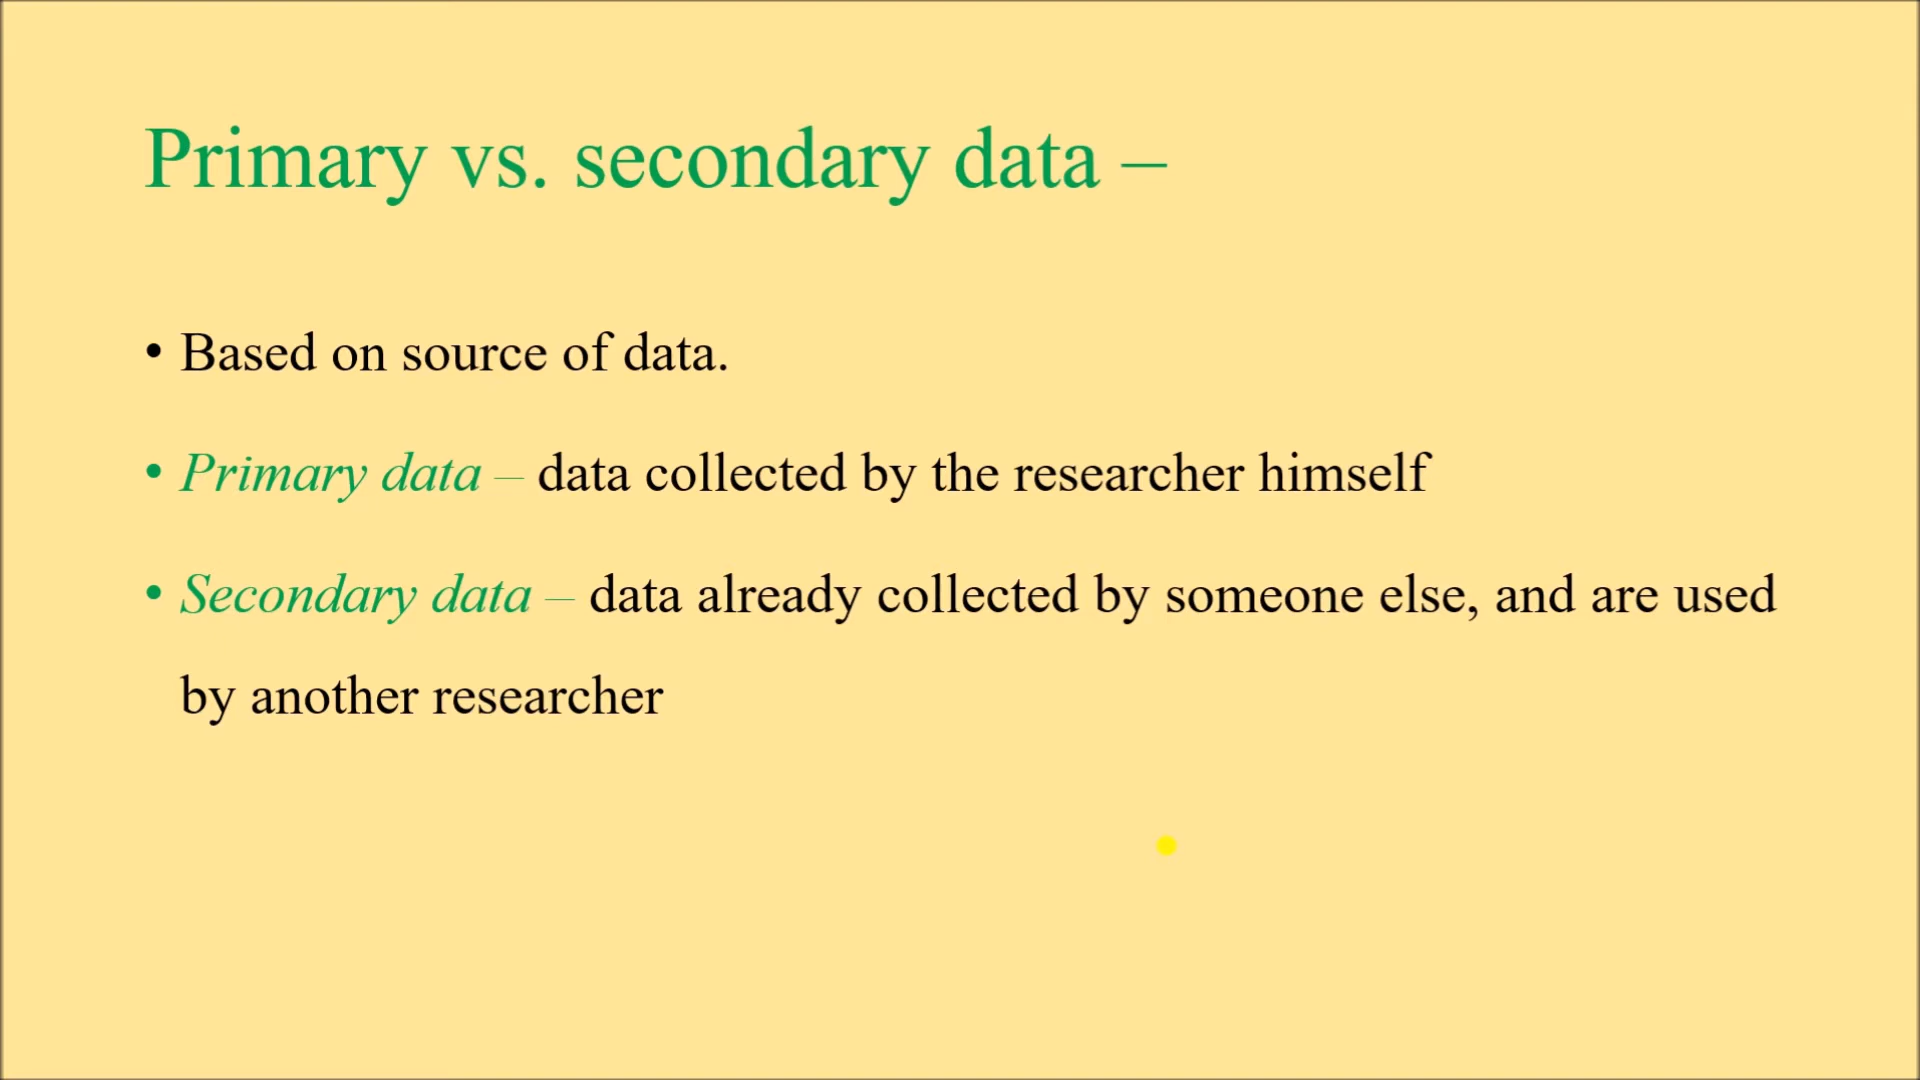 Primary vs. secondary data –
• Based on source of data.
• Primary data – data collected by the researcher himself
• Secondary data – data already collected by someone else, and are used
by another researcher